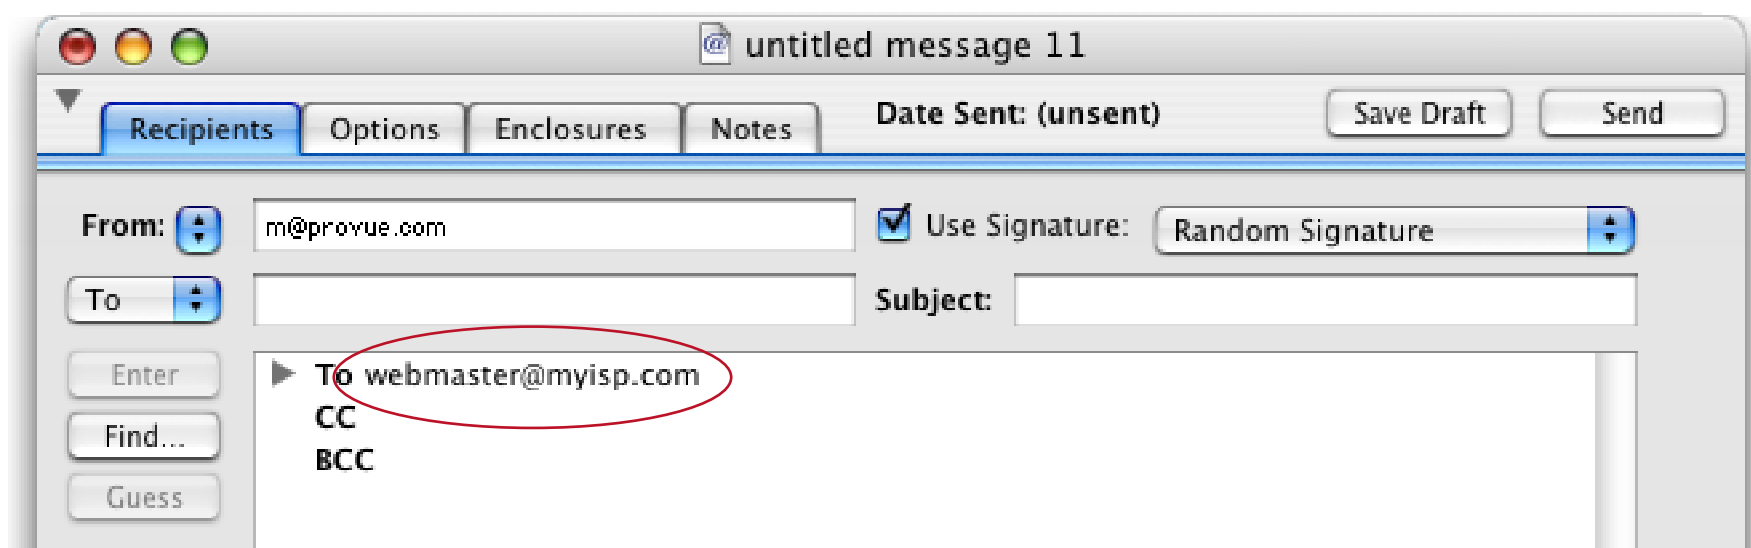 untitled message 11
Recipients Options Enclosures Notes Date Sent: (unsent) Save Draft Send
From: m@provue.com Use Signature: Random Signature
To Subject:
Enter To webmaster@myisp.com
CC
Find...
BCC
Guess